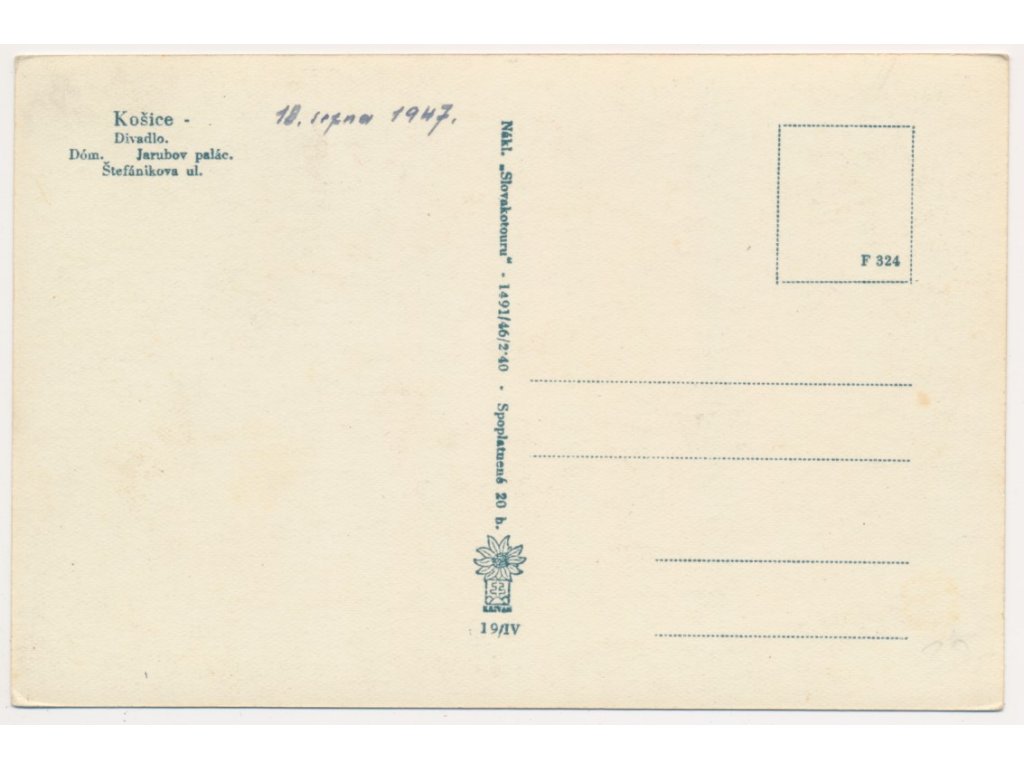 Košice -
Divadlo.
Dóm. Jarubov palác.
Štefánikova ul.
18. srpna 1947.
Nákl. „Slovakotouru“ - 1491/46/2·40 · Spoplatnené 20 h.
19/IV
F 324